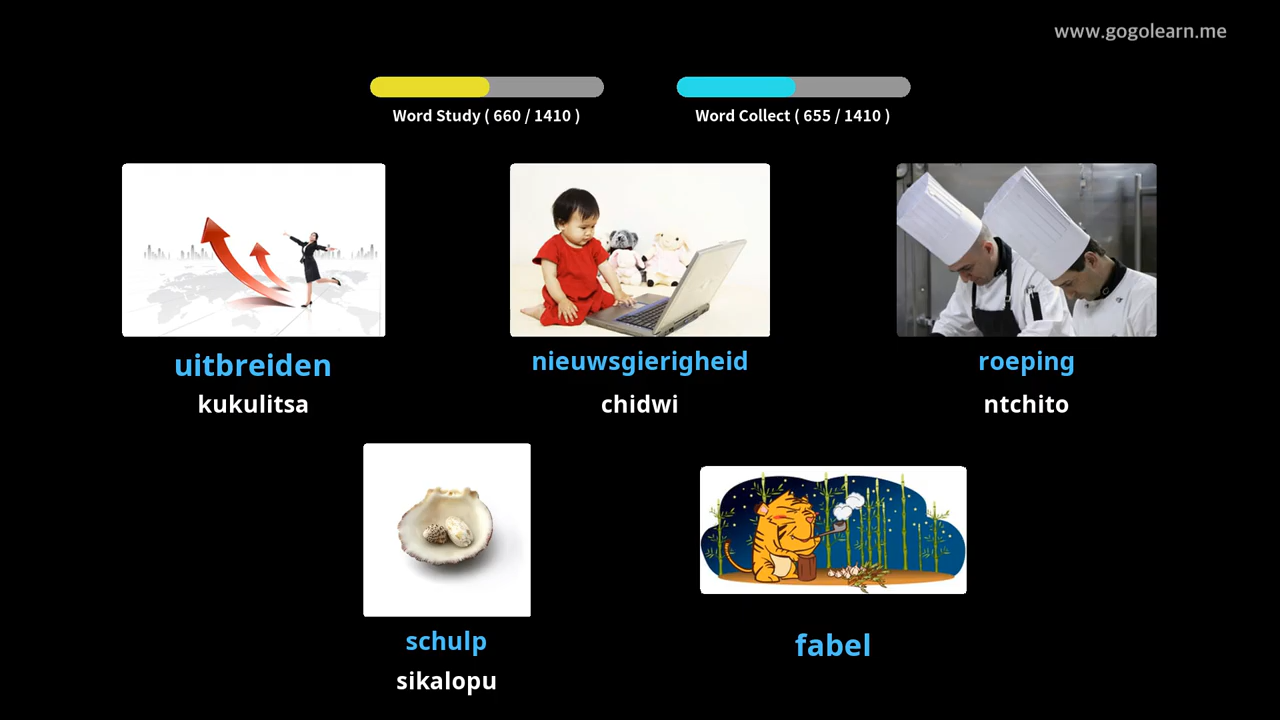 www.gogolearn.me
Word Study ( 660 / 1410 )
Word Collect ( 655 / 1410 )
uitbreiden
kukulitsa
nieuwsgierigheid
chidwi
roeping
ntchito
schulp
sikalopu
fabel